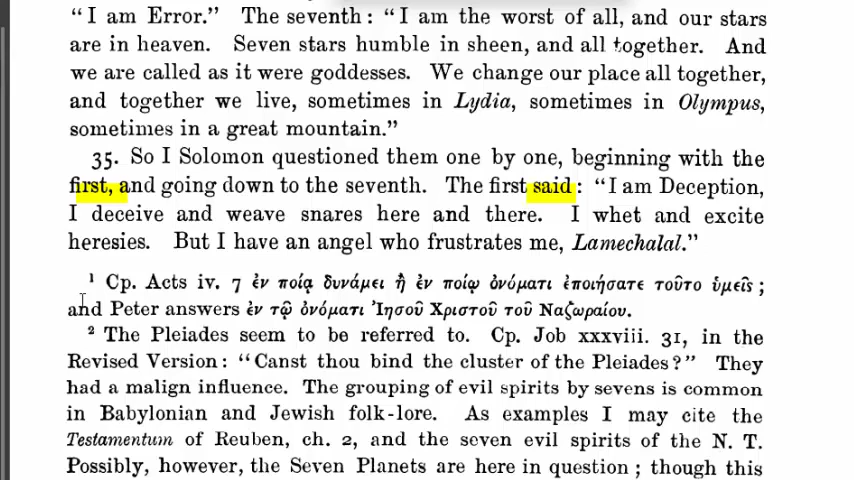 “I am Error.” The seventh: “I am the worst of all, and our stars
are in heaven. Seven stars humble in sheen, and all together. And
we are called as it were goddesses. We change our place all together,
and together we live, sometimes in Lydia, sometimes in Olympus,
sometimes in a great mountain.”
35. So I Solomon questioned them one by one, beginning with the
first, and going down to the seventh. The first said: “I am Deception,
I deceive and weave snares here and there. I whet and excite
heresies. But I have an angel who frustrates me, Lamechalal.”
¹ Cp. Acts iv. 7 ἐν ποίᾳ δυνάμει ἢ ἐν ποίῳ ὀνόματι ἐποιήσατε τοῦτο ὑμεῖς;
and Peter answers ἐν τῷ ὀνόματι Ἰησοῦ Χριστοῦ τοῦ Ναζωραίου.
² The Pleiades seem to be referred to. Cp. Job xxxviii. 31, in the
Revised Version: “Canst thou bind the cluster of the Pleiades?” They
had a malign influence. The grouping of evil spirits by sevens is common
in Babylonian and Jewish folk-lore. As examples I may cite the
Testamentum of Reuben, ch. 2, and the seven evil spirits of the N. T.
Possibly, however, the Seven Planets are here in question; though this